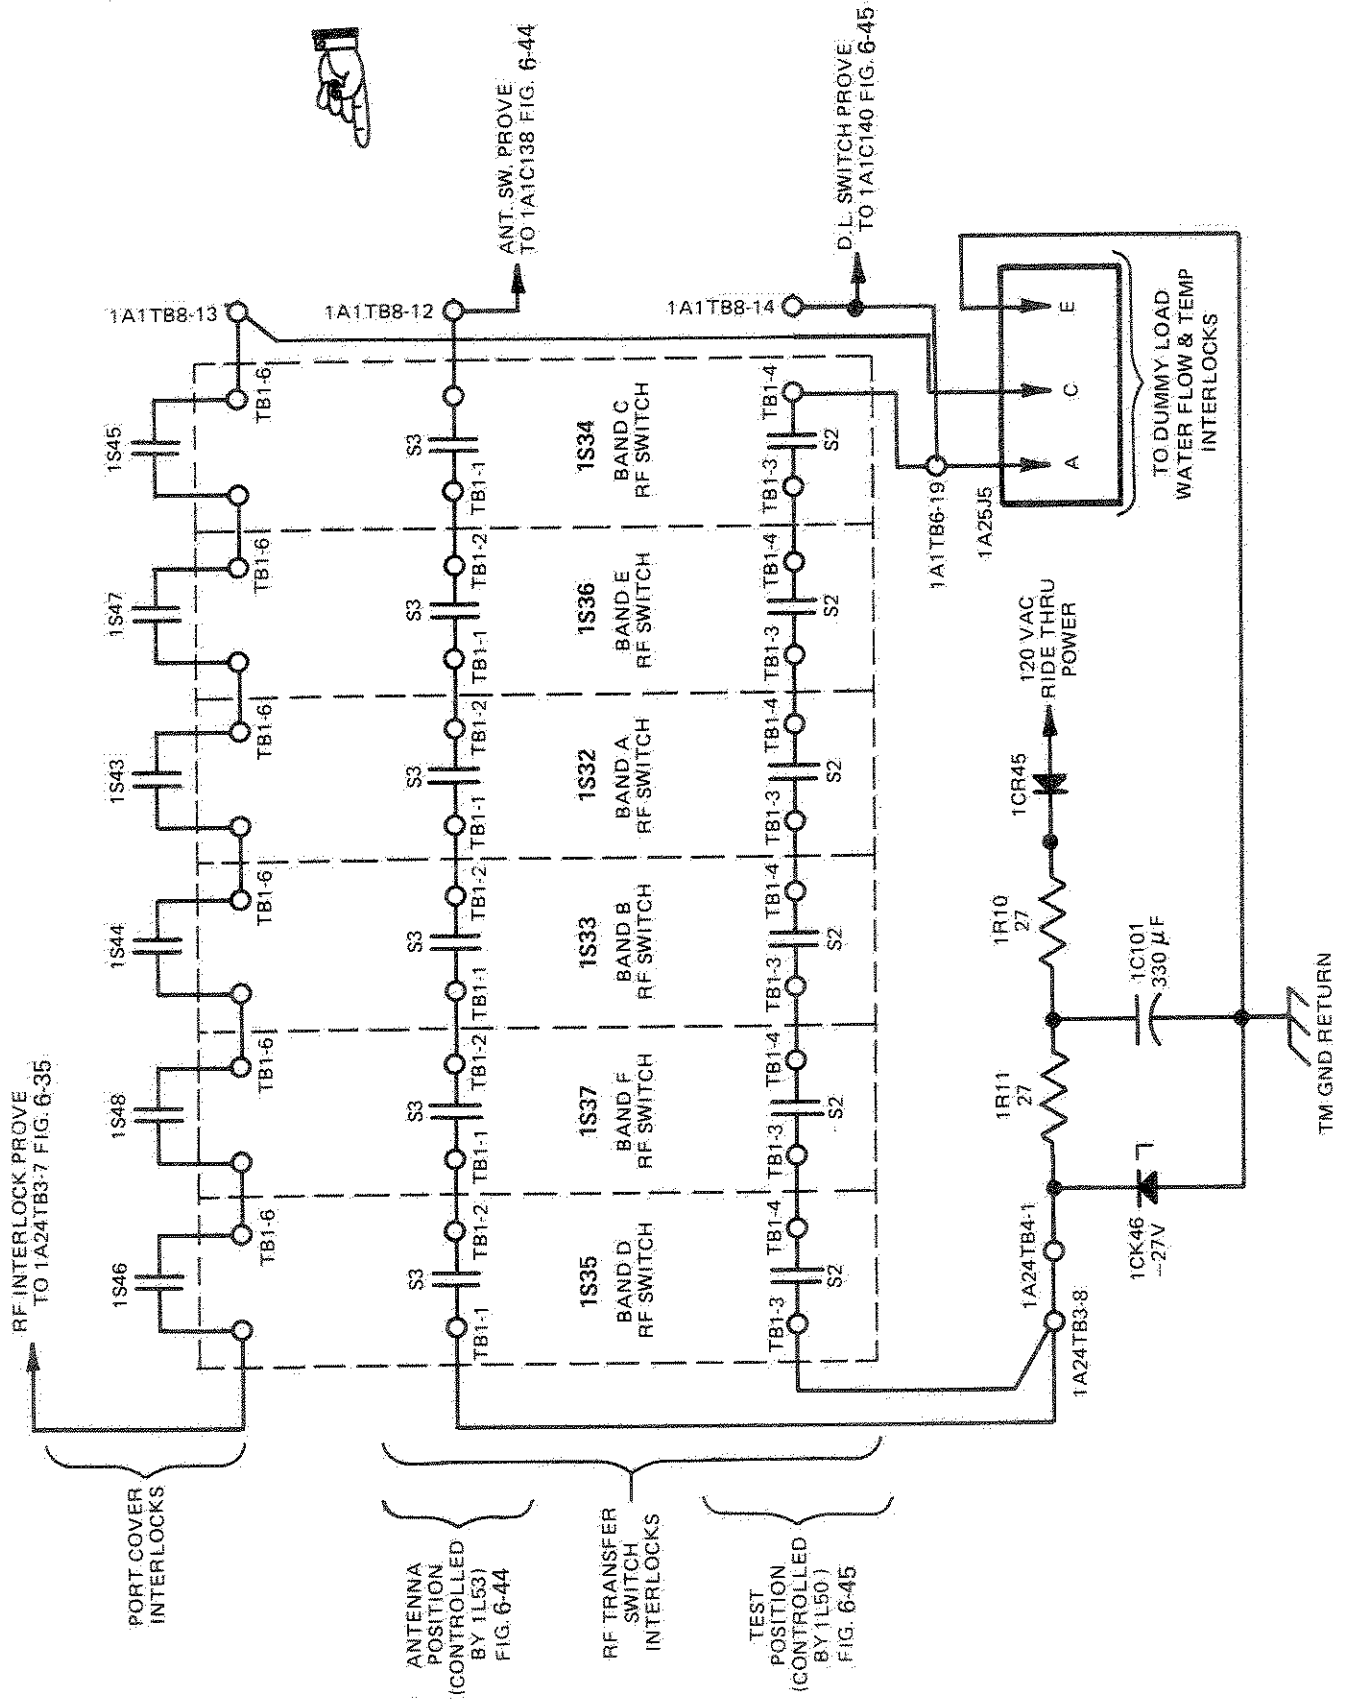 RF INTERLOCK PROVE
TO 1A24TB3-7 FIG. 6-35
ANT. SW. PROVE
TO 1A1C138 FIG. 6-44
D.L. SWITCH PROVE
TO 1A1C140 FIG. 6-45
PORT COVER
INTERLOCKS
1S46
1S48
1S44
1S43
1S47
1S45
TB1-6
TB1-6
TB1-6
TB1-6
TB1-6
TB1-6
1A1TB8-13
ANTENNA
POSITION
(CONTROLLED
BY 1L53)
FIG. 6-44
TB1-1
S3
TB1-2
TB1-1
S3
TB1-2
TB1-1
S3
TB1-2
TB1-1
S3
TB1-2
TB1-1
S3
TB1-2
TB1-1
S3
1A1TB8-12
RF TRANSFER
SWITCH
INTERLOCKS
1S35
BAND D
RF SWITCH
1S37
BAND F
RF SWITCH
1S33
BAND B
RF SWITCH
1S32
BAND A
RF SWITCH
1S36
BAND E
RF SWITCH
1S34
BAND C
RF SWITCH
TEST
POSITION
(CONTROLLED
BY 1L50)
FIG. 6-45
TB1-3
S2
TB1-4
TB1-3
S2
TB1-4
TB1-3
S2
TB1-4
TB1-3
S2
TB1-4
TB1-3
S2
TB1-4
TB1-3
S2
TB1-4
1A1TB8-14
1A1TB6-19
1A25J5
A
C
E
TO DUMMY LOAD
WATER FLOW & TEMP
INTERLOCKS
1A24TB3-8
1A24TB4-1
1R11
27
1R10
27
1CR45
120 VAC
RIDE THRU
POWER
1CK46
-27V
1C101
330 µF
TM GND RETURN